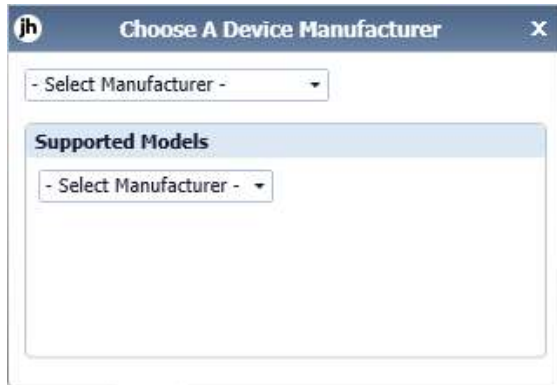 jh Choose A Device Manufacturer X
- Select Manufacturer -
Supported Models
- Select Manufacturer -